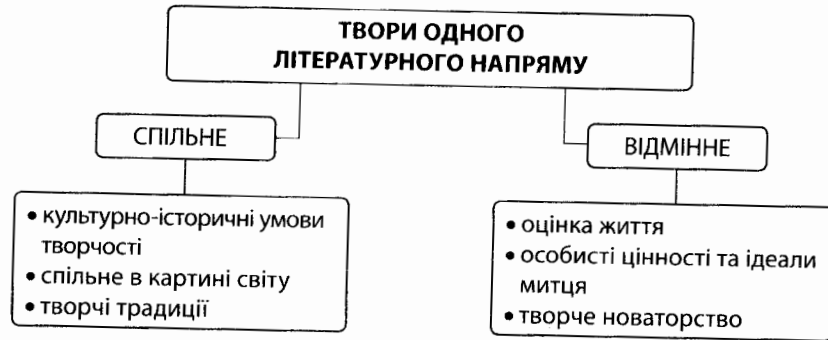 ТВОРИ ОДНОГО
ЛІТЕРАТУРНОГО НАПРЯМУ
СПІЛЬНЕ
• культурно-історичні умови
творчості
• спільне в картині світу
• творчі традиції
ВІДМІННЕ
• оцінка життя
• особисті цінності та ідеали
митця
• творче новаторство